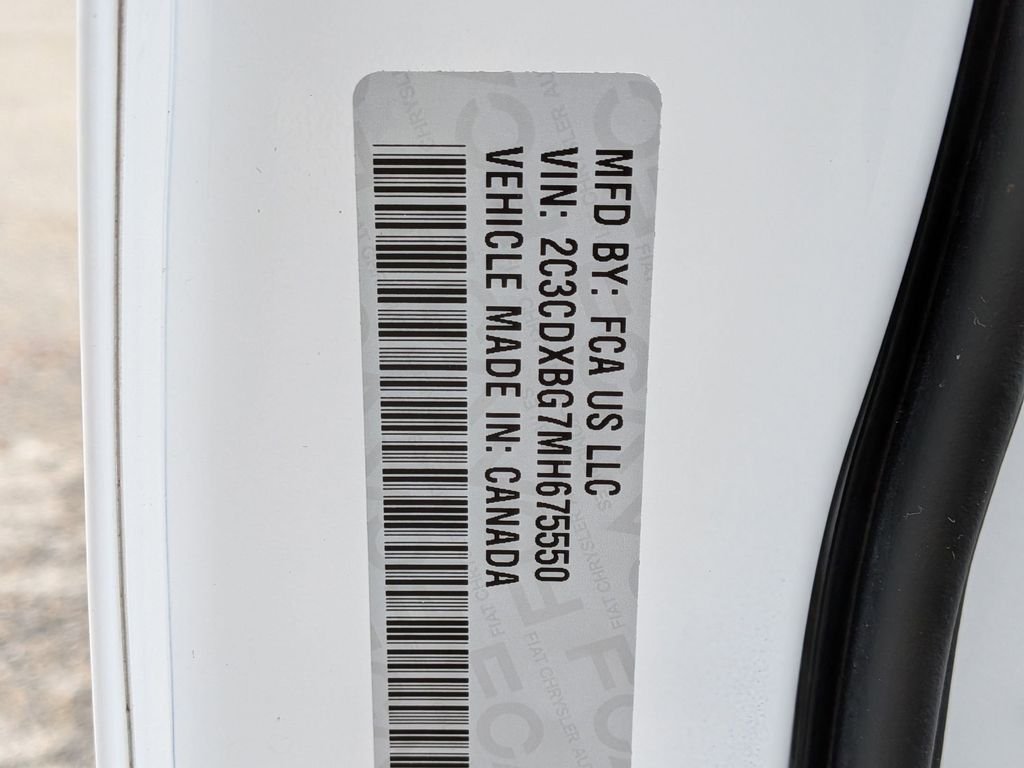 MFD BY: FCA US LLC
VIN: 2C3CDXBG7MH675550
VEHICLE MADE IN: CANADA